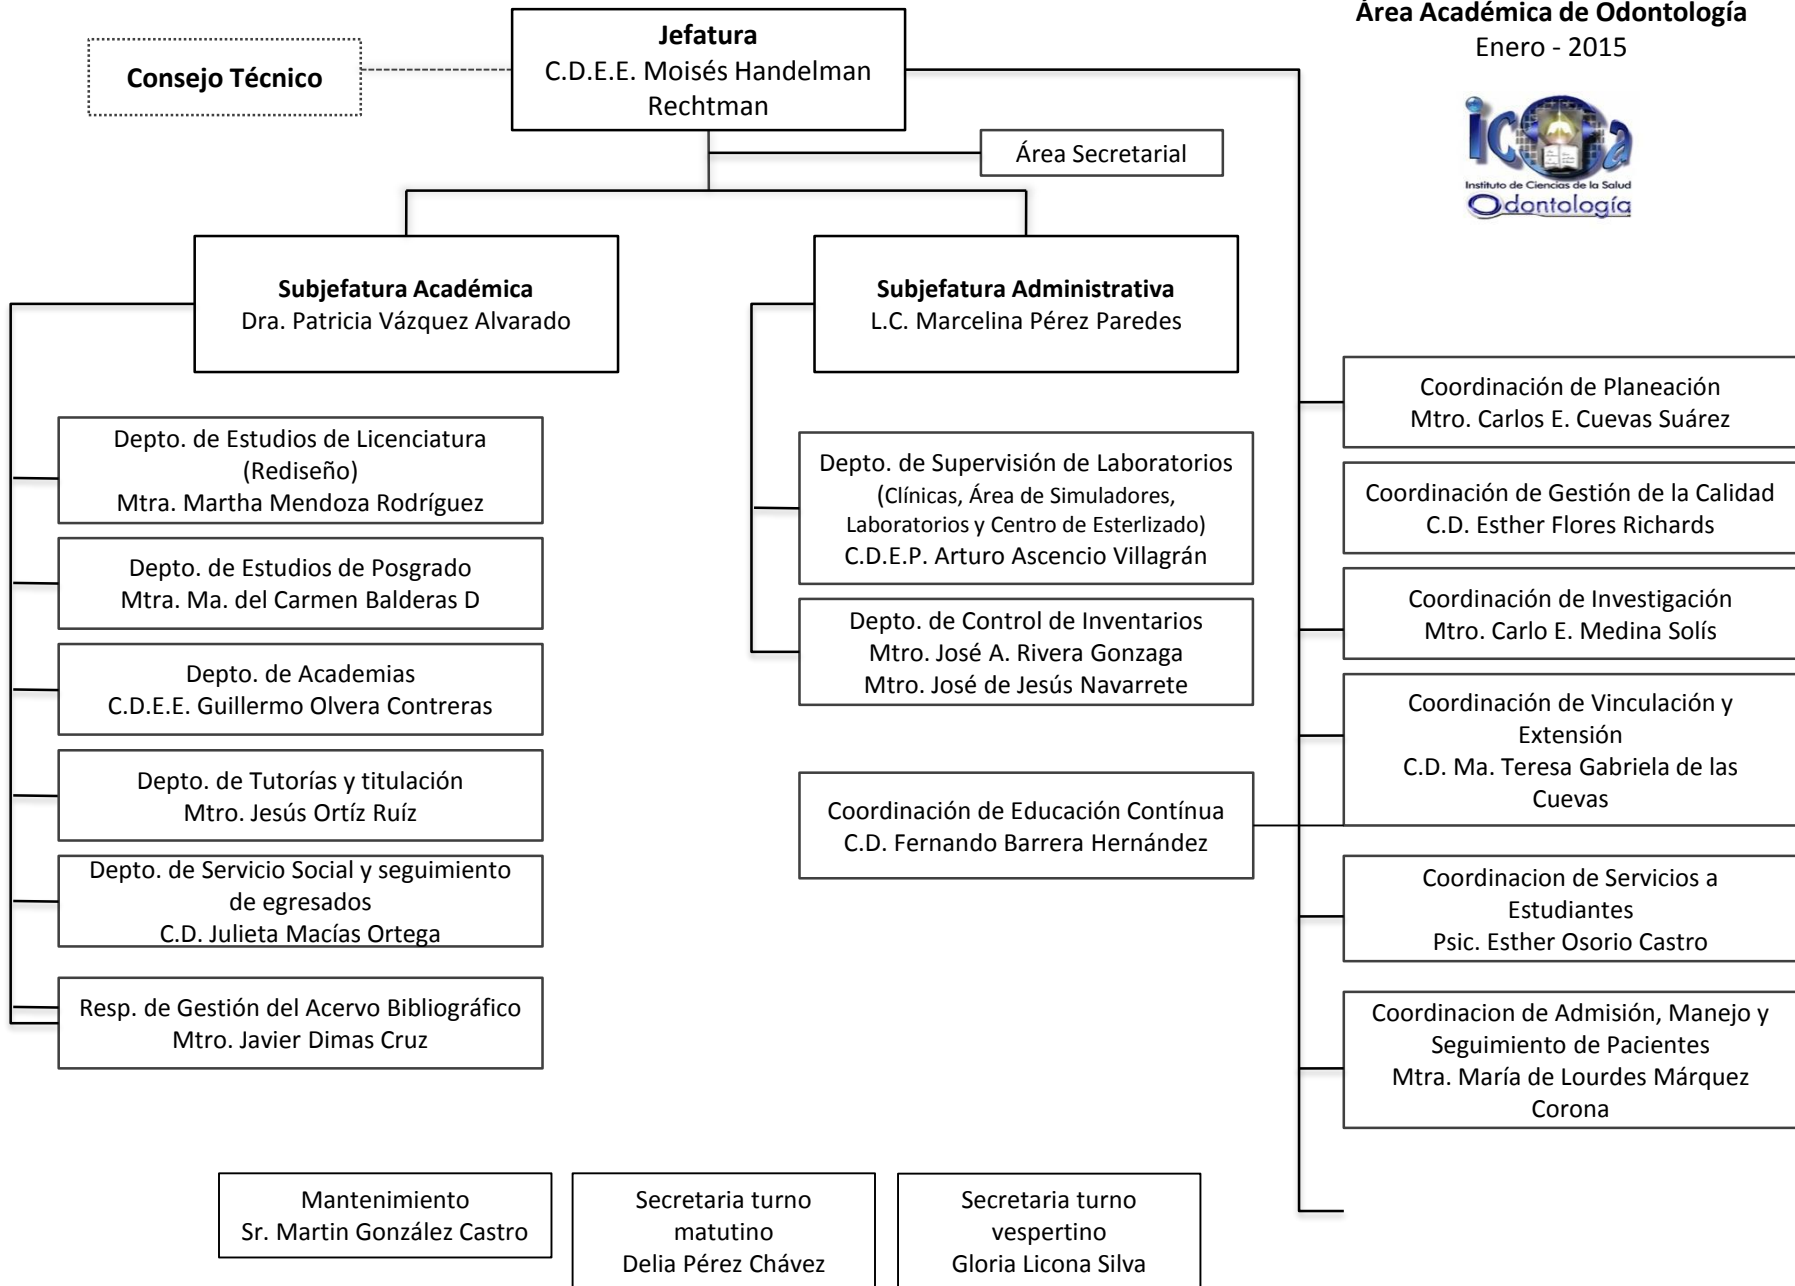 Área Académica de Odontología
Enero - 2015
Jefatura
C.D.E.E. Moisés Handelman
Rechtman
Consejo Técnico
Área Secretarial
icsa
Instituto de Ciencias de la Salud
Odontología
Subjefatura Académica
Dra. Patricia Vázquez Alvarado
Subjefatura Administrativa
L.C. Marcelina Pérez Paredes
Depto. de Estudios de Licenciatura
(Rediseño)
Mtra. Martha Mendoza Rodríguez
Depto. de Estudios de Posgrado
Mtra. Ma. del Carmen Balderas D
Depto. de Academias
C.D.E.E. Guillermo Olvera Contreras
Depto. de Tutorías y titulación
Mtro. Jesús Ortíz Ruíz
Depto. de Servicio Social y seguimiento
de egresados
C.D. Julieta Macías Ortega
Resp. de Gestión del Acervo Bibliográfico
Mtro. Javier Dimas Cruz
Depto. de Supervisión de Laboratorios
(Clínicas, Área de Simuladores,
Laboratorios y Centro de Esterlizado)
C.D.E.P. Arturo Ascencio Villagrán
Depto. de Control de Inventarios
Mtro. José A. Rivera Gonzaga
Mtro. José de Jesús Navarrete
Coordinación de Educación Contínua
C.D. Fernando Barrera Hernández
Coordinación de Planeación
Mtro. Carlos E. Cuevas Suárez
Coordinación de Gestión de la Calidad
C.D. Esther Flores Richards
Coordinación de Investigación
Mtro. Carlo E. Medina Solís
Coordinación de Vinculación y
Extensión
C.D. Ma. Teresa Gabriela de las
Cuevas
Coordinacion de Servicios a
Estudiantes
Psic. Esther Osorio Castro
Coordinacion de Admisión, Manejo y
Seguimiento de Pacientes
Mtra. María de Lourdes Márquez
Corona
Mantenimiento
Sr. Martin González Castro
Secretaria turno
matutino
Delia Pérez Chávez
Secretaria turno
vespertino
Gloria Licona Silva